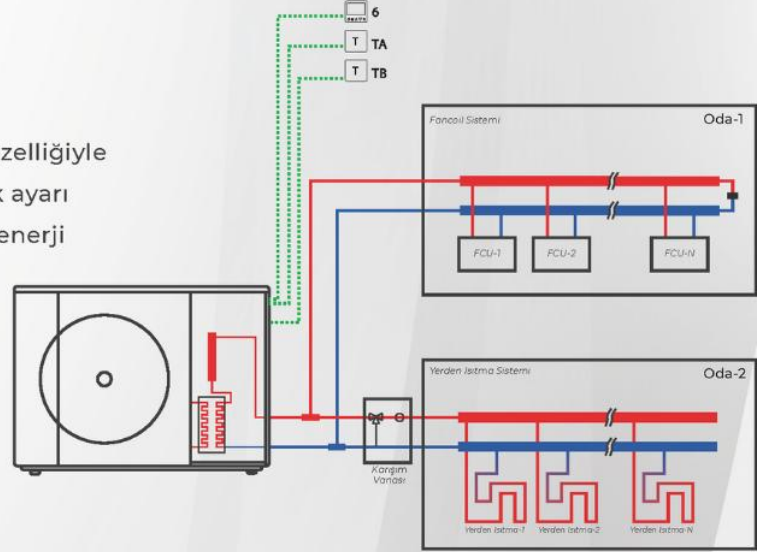 6
T TA
T TB
zelliğiyle
ayarı
enerji
Fancoil Sistemi
Oda-1
FCU-1
FCU-2
FCU-N
Yerden Isıtma Sistemi
Oda-2
Karışım
Vanası
Yerden Isıtma-1
Yerden Isıtma-2
Yerden Isıtma-N